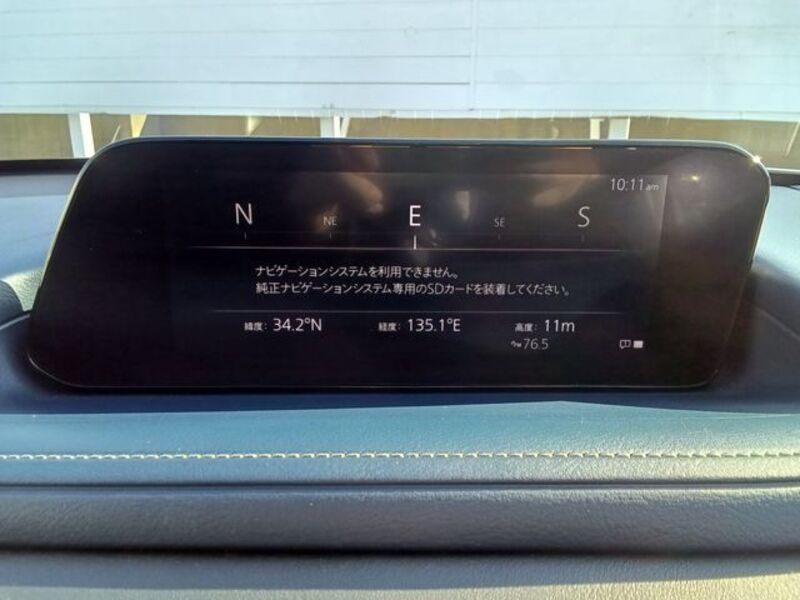 10:11am
N NE E SE S
ナビゲーションシステムを利用できません。
純正ナビゲーションシステム専用のSDカードを装着してください。
緯度: 34.2°N 経度: 135.1°E 高度: 11m
FM 76.5